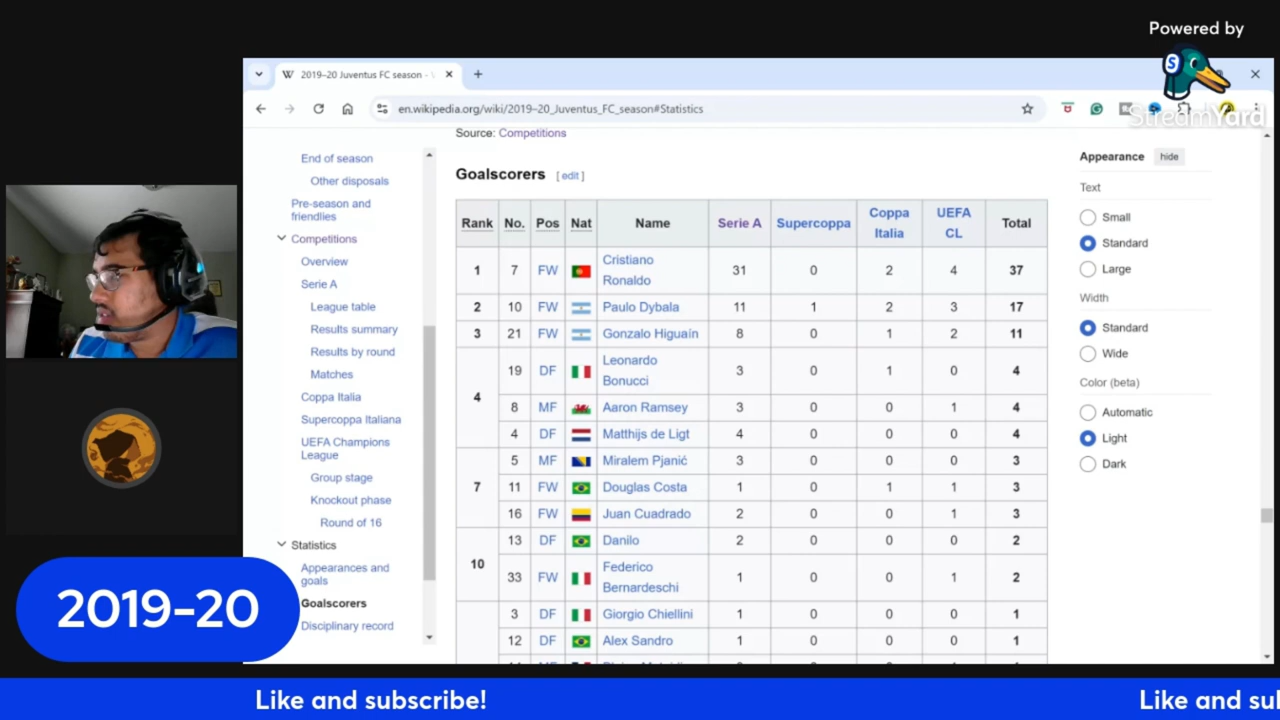 Powered by
StreamYard
2019–20 Juventus FC season -
en.wikipedia.org/wiki/2019–20_Juventus_FC_season#Statistics
End of season
Other disposals
Pre-season and
friendlies
Competitions
Overview
Serie A
League table
Results summary
Results by round
Matches
Coppa Italia
Supercoppa Italiana
UEFA Champions
League
Group stage
Knockout phase
Round of 16
Statistics
Appearances and
goals
Goalscorers
Disciplinary record
Source: Competitions
Goalscorers [ edit ]
Rank No. Pos Nat Name Serie A Supercoppa Coppa Italia UEFA CL Total
1 7 FW Cristiano Ronaldo 31 2 4 37
2 10 FW Paulo Dybala 11 1 2 3 17
3 21 FW Gonzalo Higuaín 8 0 1 2 11
4 19 DF Leonardo Bonucci 3 0 1 0 4
8 MF Aaron Ramsey 3 0 0 1 4
4 DF Matthijs de Ligt 4 0 0 0 4
7 5 MF Miralem Pjanić 3 0 0 0 3
11 FW Douglas Costa 1 0 1 1 3
16 FW Juan Cuadrado 2 0 0 1 3
10 13 DF Danilo 2 0 0 0 2
33 FW Federico Bernardeschi 1 0 0 1 2
3 DF Giorgio Chiellini 1 0 0 0 1
12 DF Alex Sandro 1 0 0 0 1
Appearance hide
Text
Small
Standard
Large
Width
Standard
Wide
Color (beta)
Automatic
Light
Dark
2019-20
Like and subscribe!
Like and su